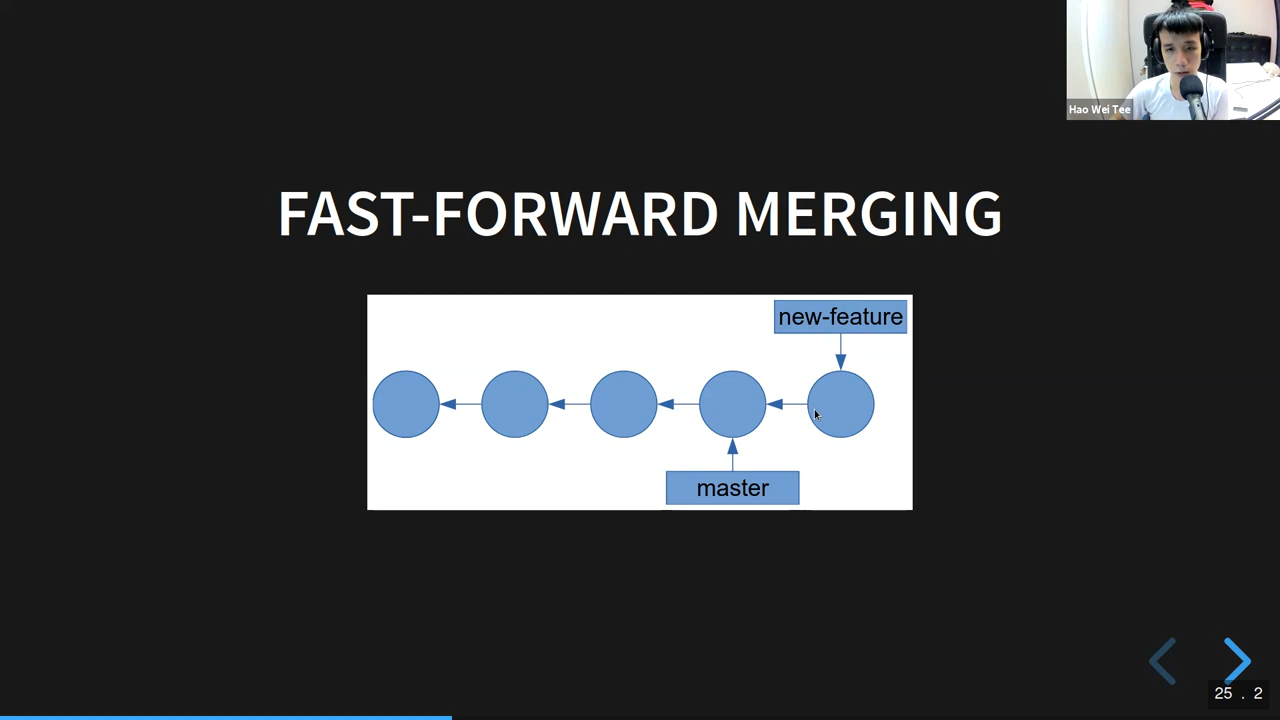 Hao Wei Tee
FAST-FORWARD MERGING
new-feature
master
25 . 2